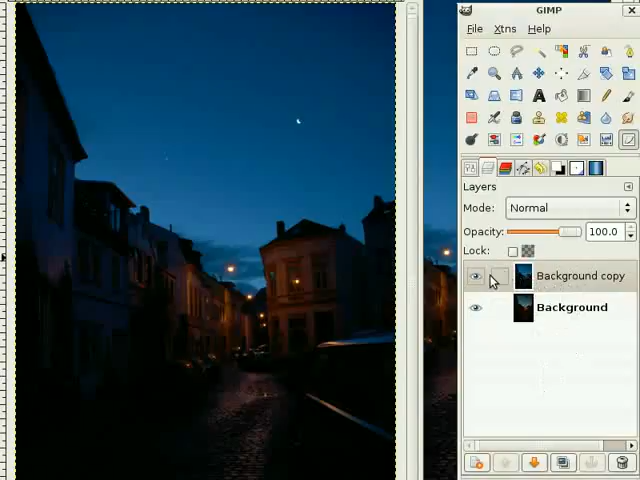 GIMP
File Xtns Help
Layers
Mode: Normal
Opacity: 100.0
Lock:
Background copy
Background